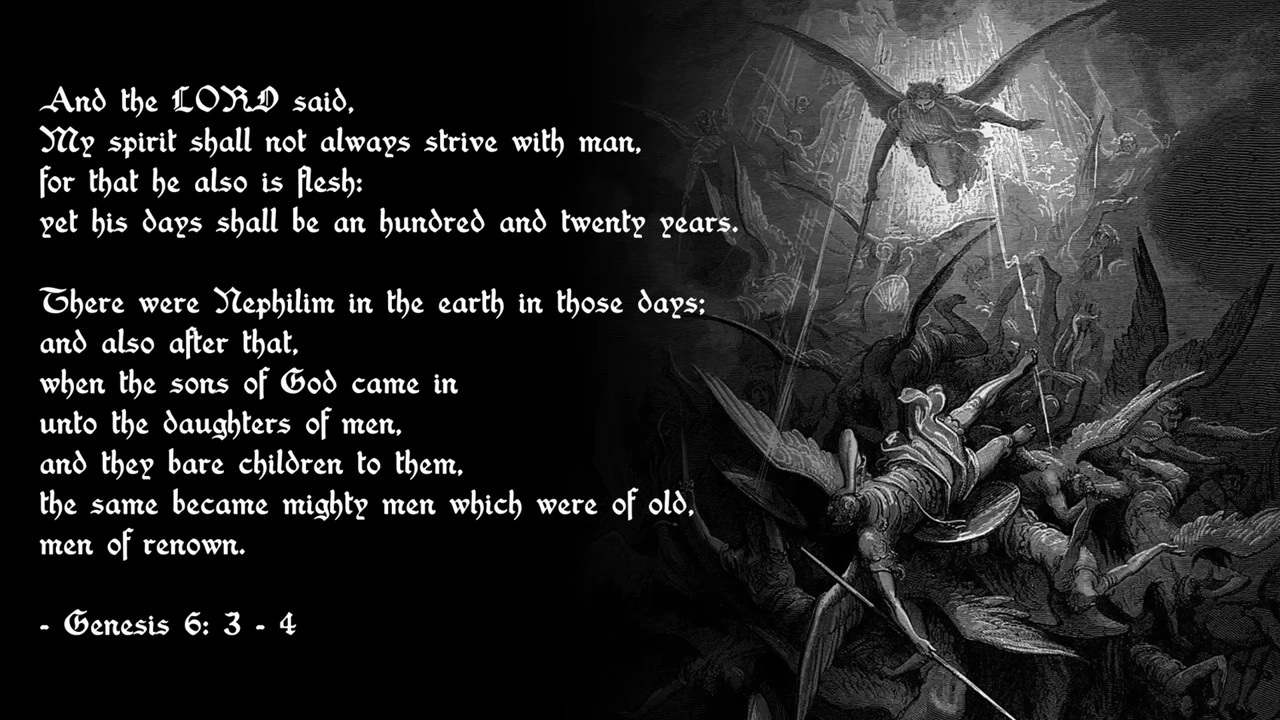 And the LORD said,
My spirit shall not always strive with man,
for that he also is flesh:
yet his days shall be an hundred and twenty years.
There were Nephilim in the earth in those days;
and also after that,
when the sons of God came in
unto the daughters of men,
and they bare children to them,
the same became mighty men which were of old,
men of renown.
- Genesis 6: 3 - 4